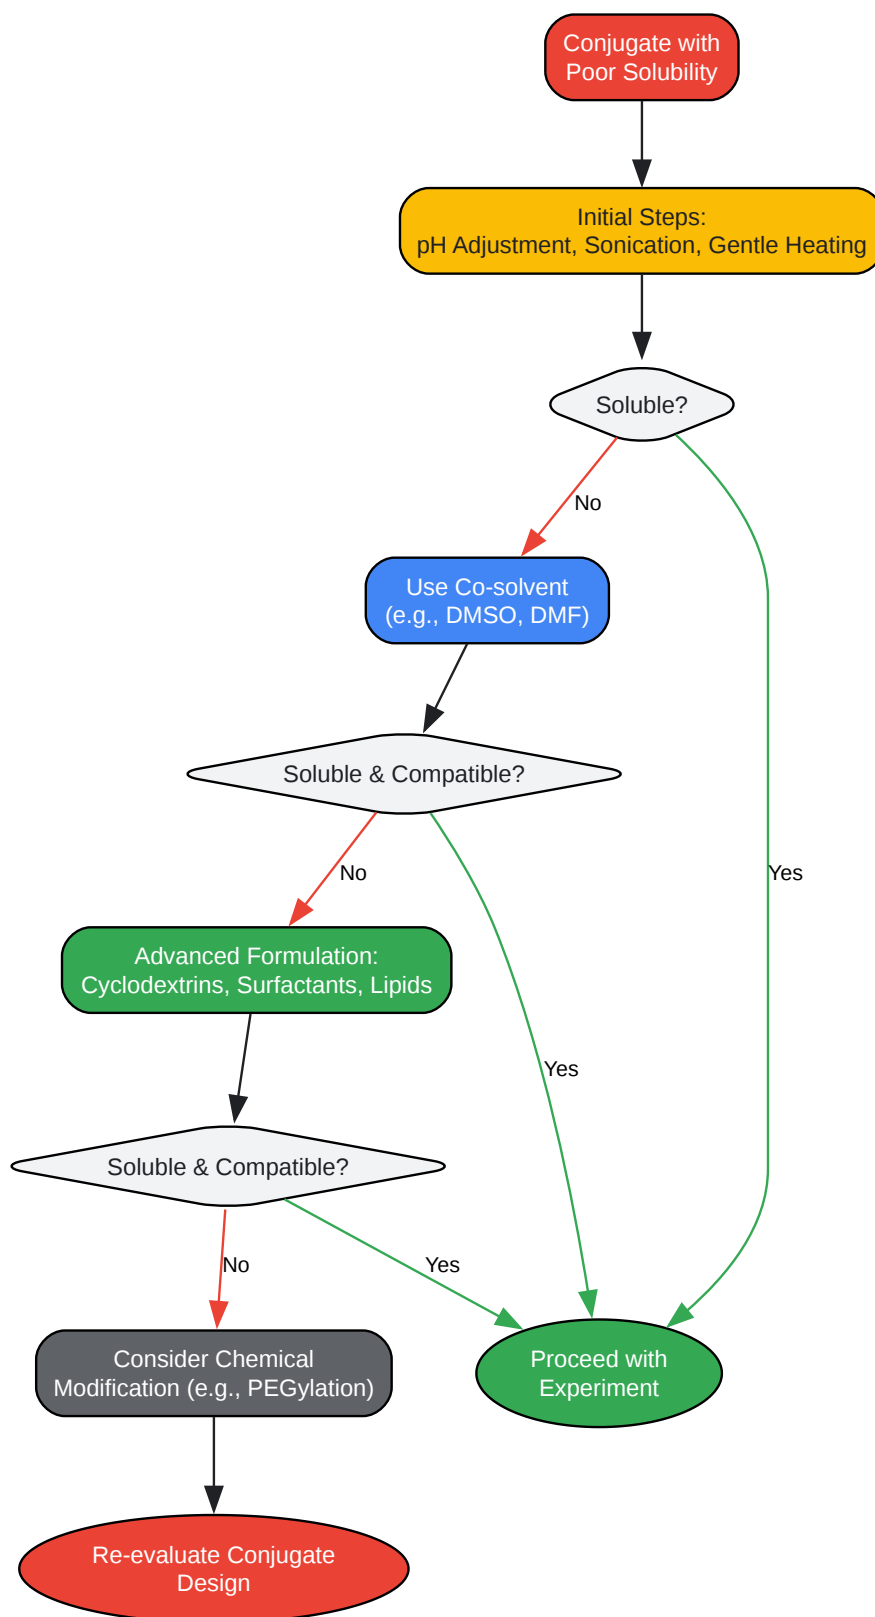 Conjugate with
Poor Solubility
Initial Steps:
pH Adjustment, Sonication, Gentle Heating
Soluble?
No
Use Co-solvent
(e.g., DMSO, DMF)
Soluble & Compatible?
No
Yes
Advanced Formulation:
Cyclodextrins, Surfactants, Lipids
Yes
Soluble & Compatible?
No
Yes
Consider Chemical
Modification (e.g., PEGylation)
Proceed with
Experiment
Re-evaluate Conjugate
Design